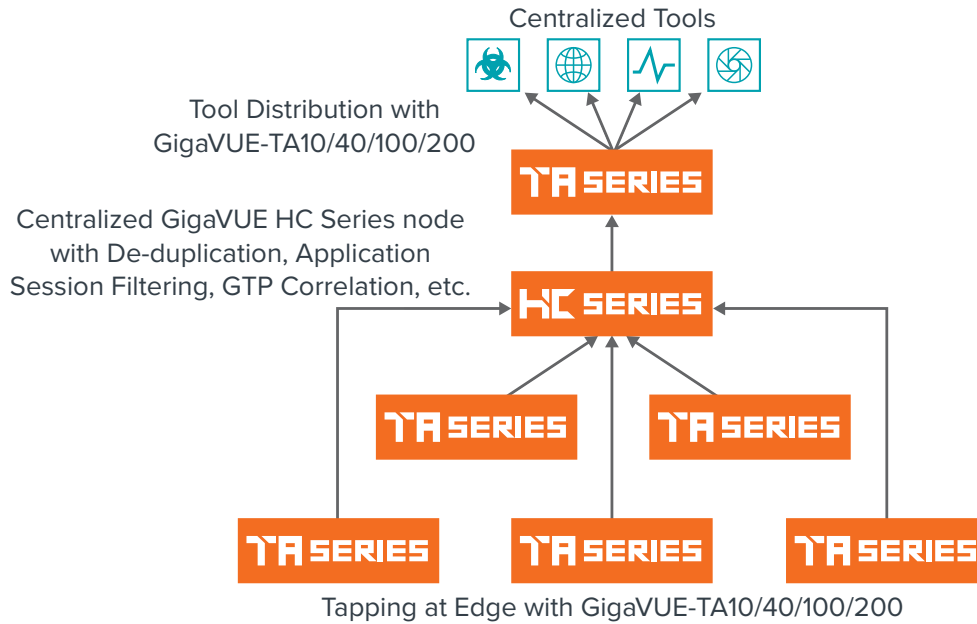 Centralized Tools
Tool Distribution with
GigaVUE-TA10/40/100/200
TA SERIES
Centralized GigaVUE HC Series node
with De-duplication, Application
Session Filtering, GTP Correlation, etc.
HC SERIES
TA SERIES
TA SERIES
TA SERIES
TA SERIES
TA SERIES
Tapping at Edge with GigaVUE-TA10/40/100/200